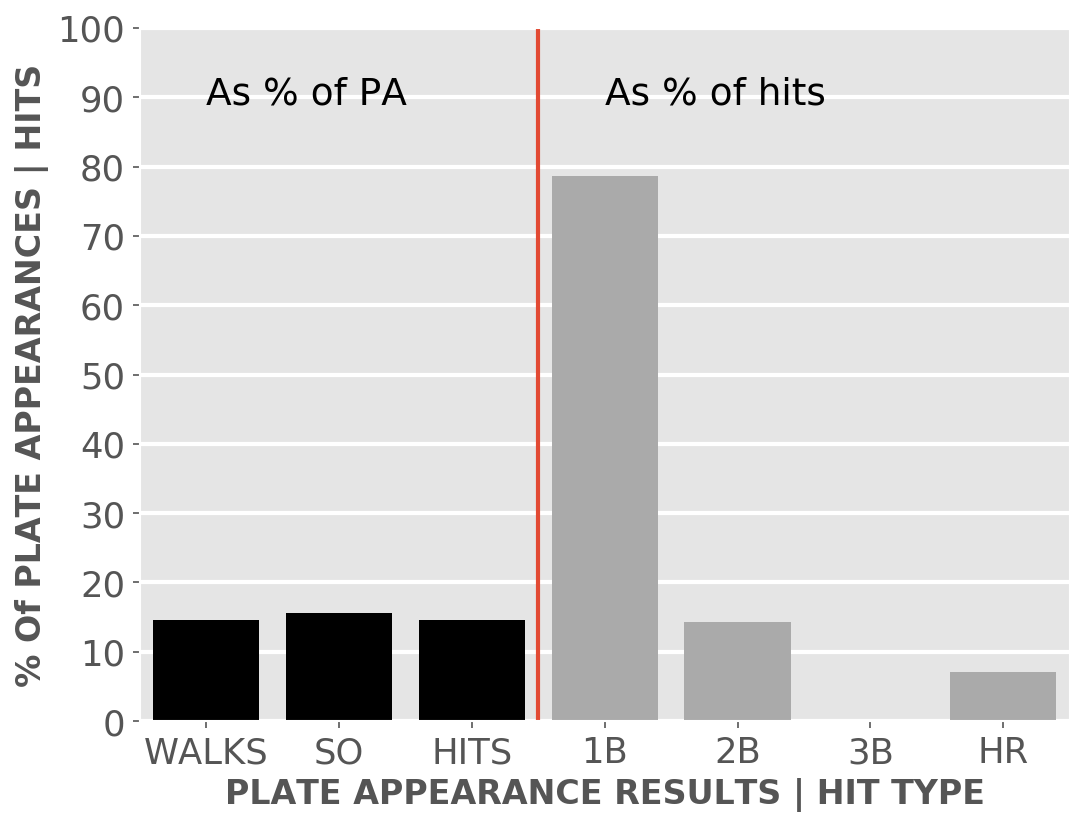 % Of PLATE APPEARANCES | HITS
100
90
80
70
60
50
40
30
20
10
0
As % of PA
As % of hits
WALKS SO HITS 1B 2B 3B HR
PLATE APPEARANCE RESULTS | HIT TYPE